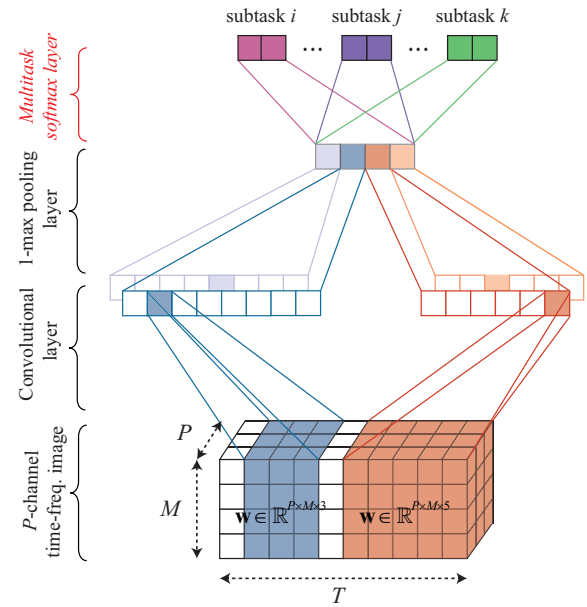 subtask i
subtask j
subtask k
...
...
Multitask
softmax layer
1-max pooling
layer
Convolutional
layer
P-channel
time-freq. image
P
M
w ∈ ℝ^{P×M×3}
w ∈ ℝ^{P×M×5}
T